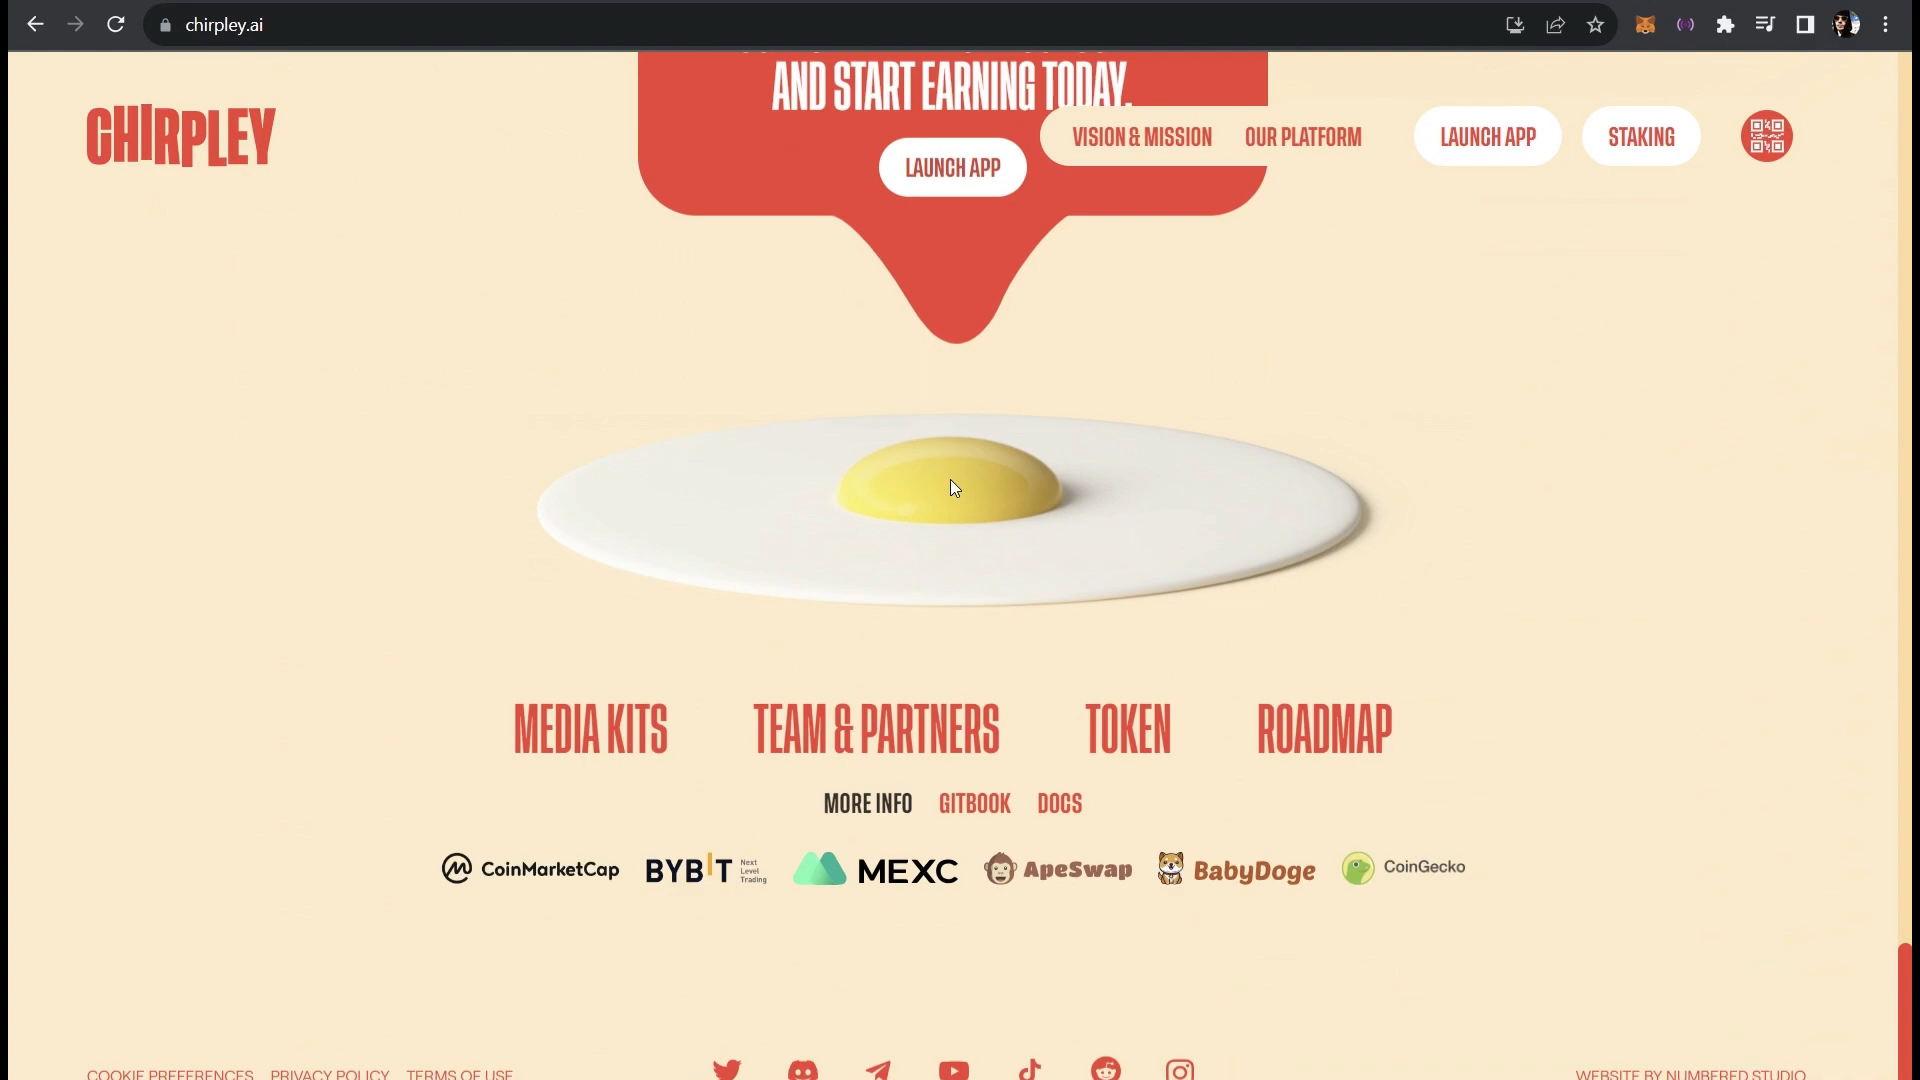 chirpley.ai
AND START EARNING TODAY.
CHIRPLEY
VISION & MISSION OUR PLATFORM LAUNCH APP STAKING
LAUNCH APP
MEDIA KITS TEAM & PARTNERS TOKEN ROADMAP
MORE INFO GITBOOK DOCS
CoinMarketCap BYBIT Next Level Trading MEXC ApeSwap BabyDoge CoinGecko
COOKIE PREFERENCES PRIVACY POLICY TERMS OF USE WEBSITE BY NUMBERED STUDIO